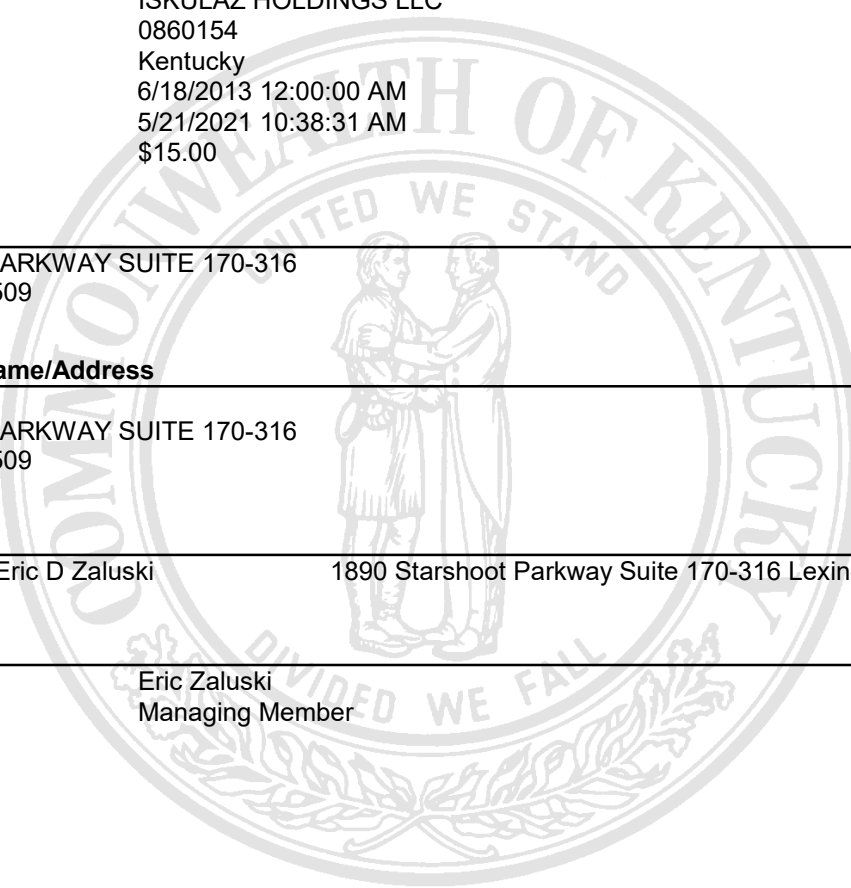 ISKULAZ HOLDINGS LLC
0860154
Kentucky
6/18/2013 12:00:00 AM
5/21/2021 10:38:31 AM
$15.00
ARKWAY SUITE 170-316
509
ame/Address
ARKWAY SUITE 170-316
509
Eric D Zaluski 1890 Starshoot Parkway Suite 170-316 Lexin
Eric Zaluski
Managing Member
COMMONWEALTH OF KENTUCKY
UNITED WE STAND
DIVIDED WE FALL